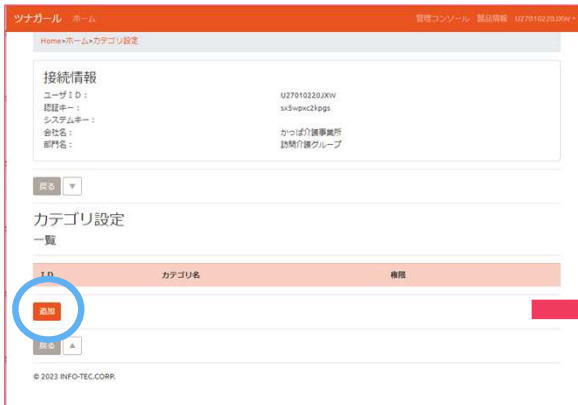 ツナガール ホーム 管理コンソール 製品情報 U27010220JXW
Home»ホーム»カテゴリ設定
接続情報
ユーザID： U27010220JXW
認証キー： sx5wpxc2kpgs
システムキー：
会社名： かっぱ介護事業所
部門名： 訪問介護グループ
戻る ▼
カテゴリ設定
一覧
ID カテゴリ名 権限
追加
戻る ▲
© 2023 INFO-TEC.CORP.